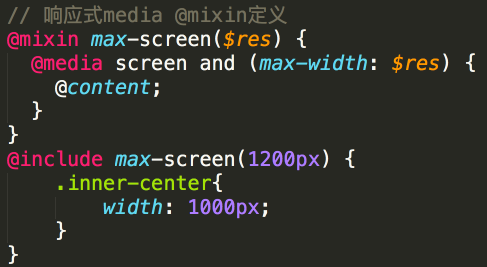 // 响应式media @mixin定义
@mixin max-screen($res) {
  @media screen and (max-width: $res) {
    @content;
  }
}
@include max-screen(1200px) {
    .inner-center{
        width: 1000px;
    }
}